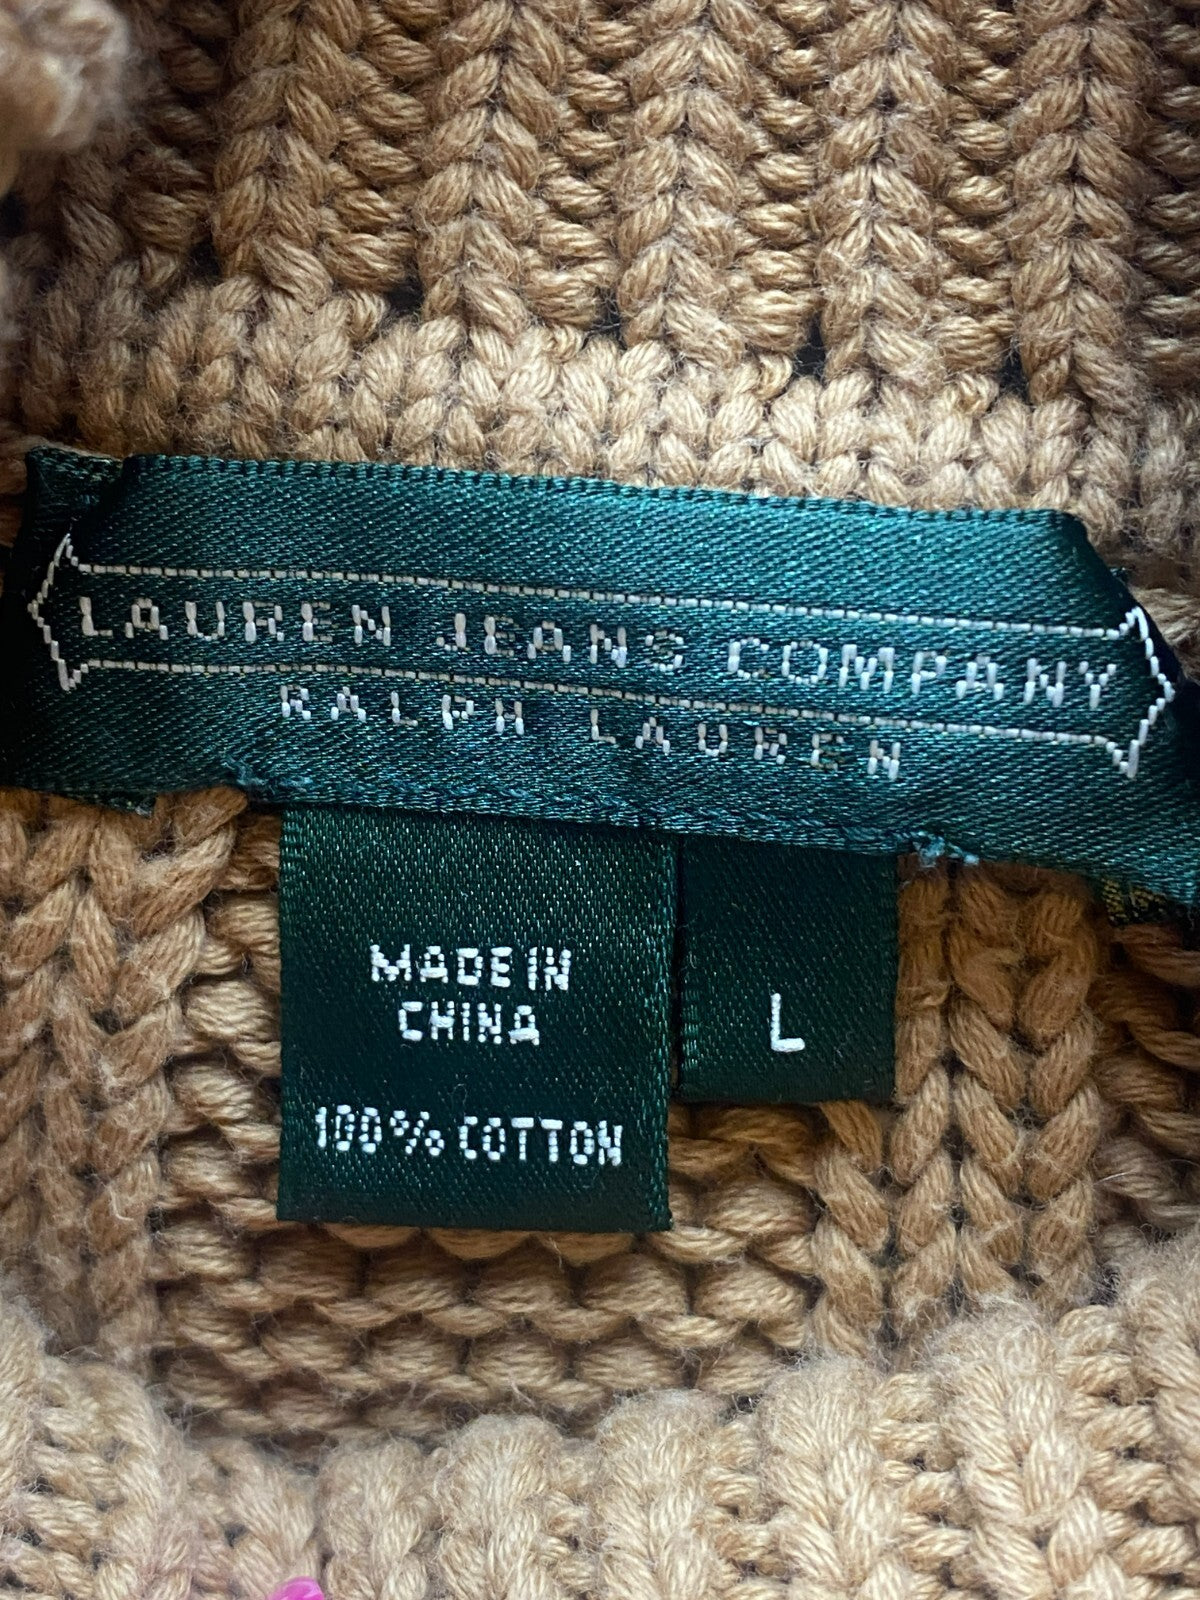 LAUREN JEANS COMPANY
RALPH LAUREN
MADE IN
CHINA
100% COTTON
L